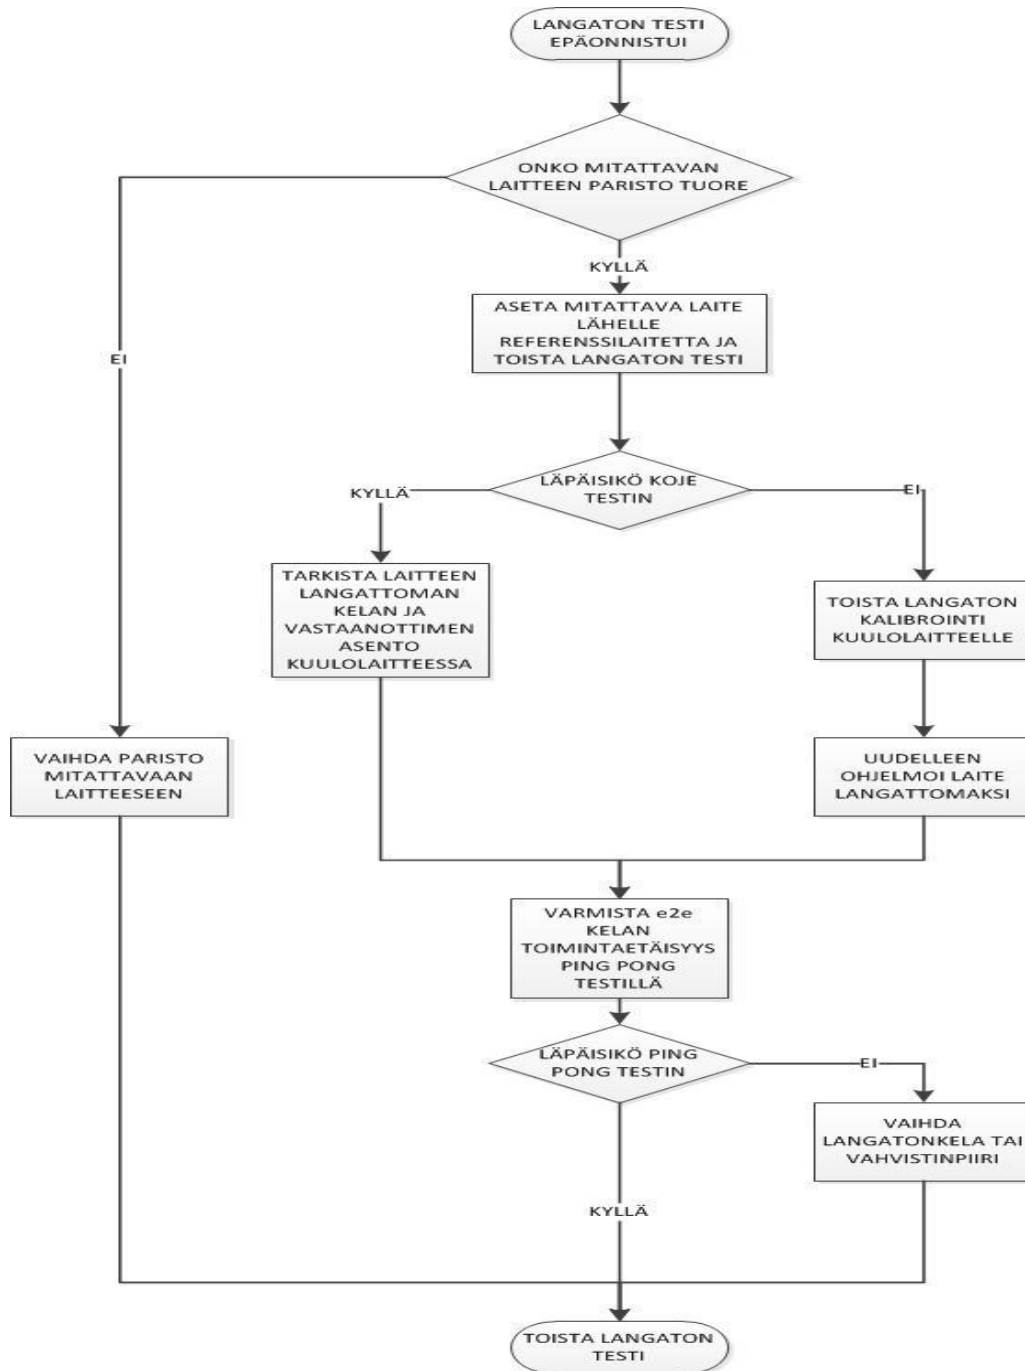 LANGATON TESTI
EPÄONNISTUI
ONKO MITATTAVAN
LAITTEEN PARISTO TUORE
KYLLÄ
EI
ASETA MITATTAVA LAITE
LÄHELLE
REFERENSSILAITETTA JA
TOISTA LANGATON TESTI
LÄPÄISIKÖ KOJE
TESTIN
KYLLÄ
EI
TARKISTA LAITTEEN
LANGATTOMAN
KELAN JA
VASTAANOTTIMEN
ASENTO
KUULOLAITTEESSA
TOISTA LANGATON
KALIBROINTI
KUULOLAITTEELLE
VAIHDA PARISTO
MITATTAVAAN
LAITTEESEEN
UUDELLEEN
OHJELMOI LAITE
LANGATTOMAKSI
VARMISTA e2e
KELAN
TOIMINTAETÄISYYS
PING PONG
TESTILLÄ
LÄPÄISIKÖ PING
PONG TESTIN
EI
VAIHDA
LANGATONKELA TAI
VAHVISTINPIIRI
KYLLÄ
TOISTA LANGATON
TESTI